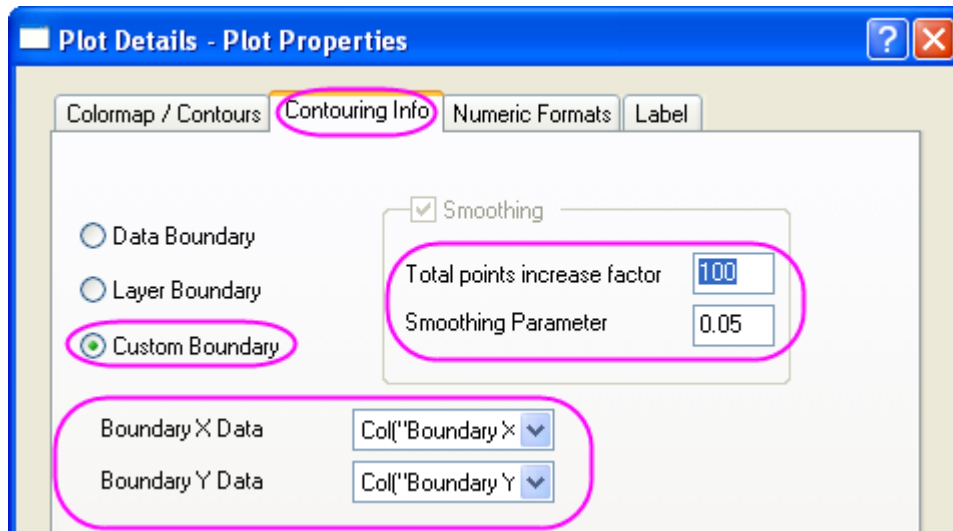 Plot Details - Plot Properties
Colormap / Contours
Contouring Info
Numeric Formats
Label
Data Boundary
Layer Boundary
Custom Boundary
Smoothing
Total points increase factor 100
Smoothing Parameter 0.05
Boundary X Data Col("Boundary X
Boundary Y Data Col("Boundary Y